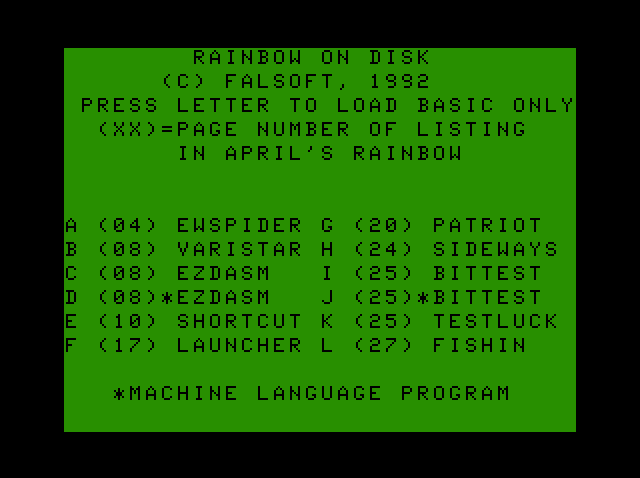 RAINBOW ON DISK
(C) FALSOFT, 1992
PRESS LETTER TO LOAD BASIC ONLY
(XX)=PAGE NUMBER OF LISTING
IN APRIL'S RAINBOW
A (04) EWSPIDER G (20) PATRIOT
B (08) VARISTAR H (24) SIDEWAYS
C (08) EZDASM I (25) BITTEST
D (08)*EZDASM J (25)*BITTEST
E (10) SHORTCUT K (25) TESTLUCK
F (17) LAUNCHER L (27) FISHIN
*MACHINE LANGUAGE PROGRAM